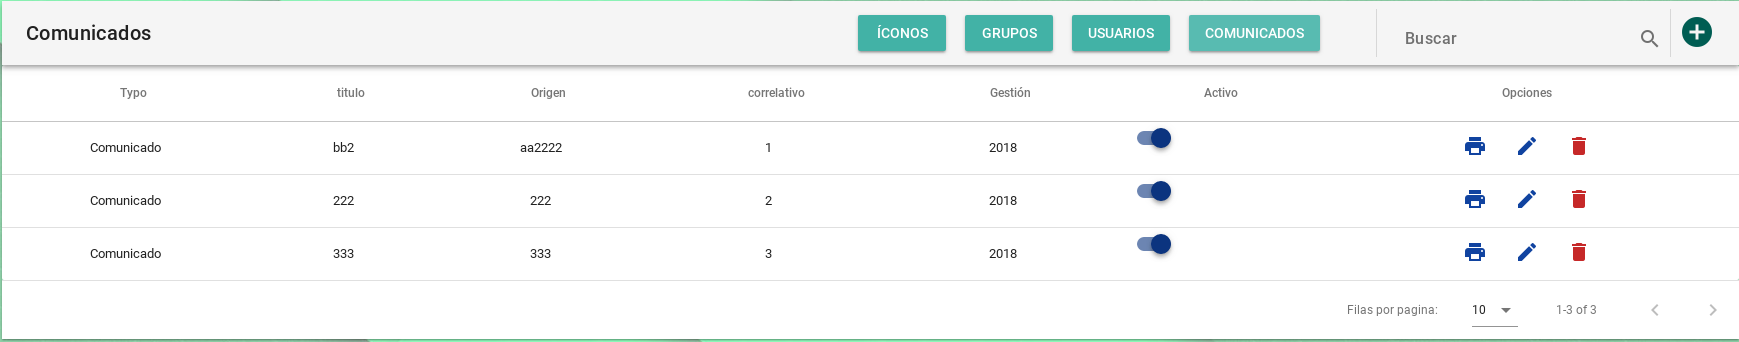 Comunicados ÍCONOS GRUPOS USUARIOS COMUNICADOS Buscar
Typo titulo Origen correlativo Gestión Activo Opciones
Comunicado bb2 aa2222 1 2018
Comunicado 222 222 2 2018
Comunicado 333 333 3 2018
Filas por pagina: 10 1-3 of 3